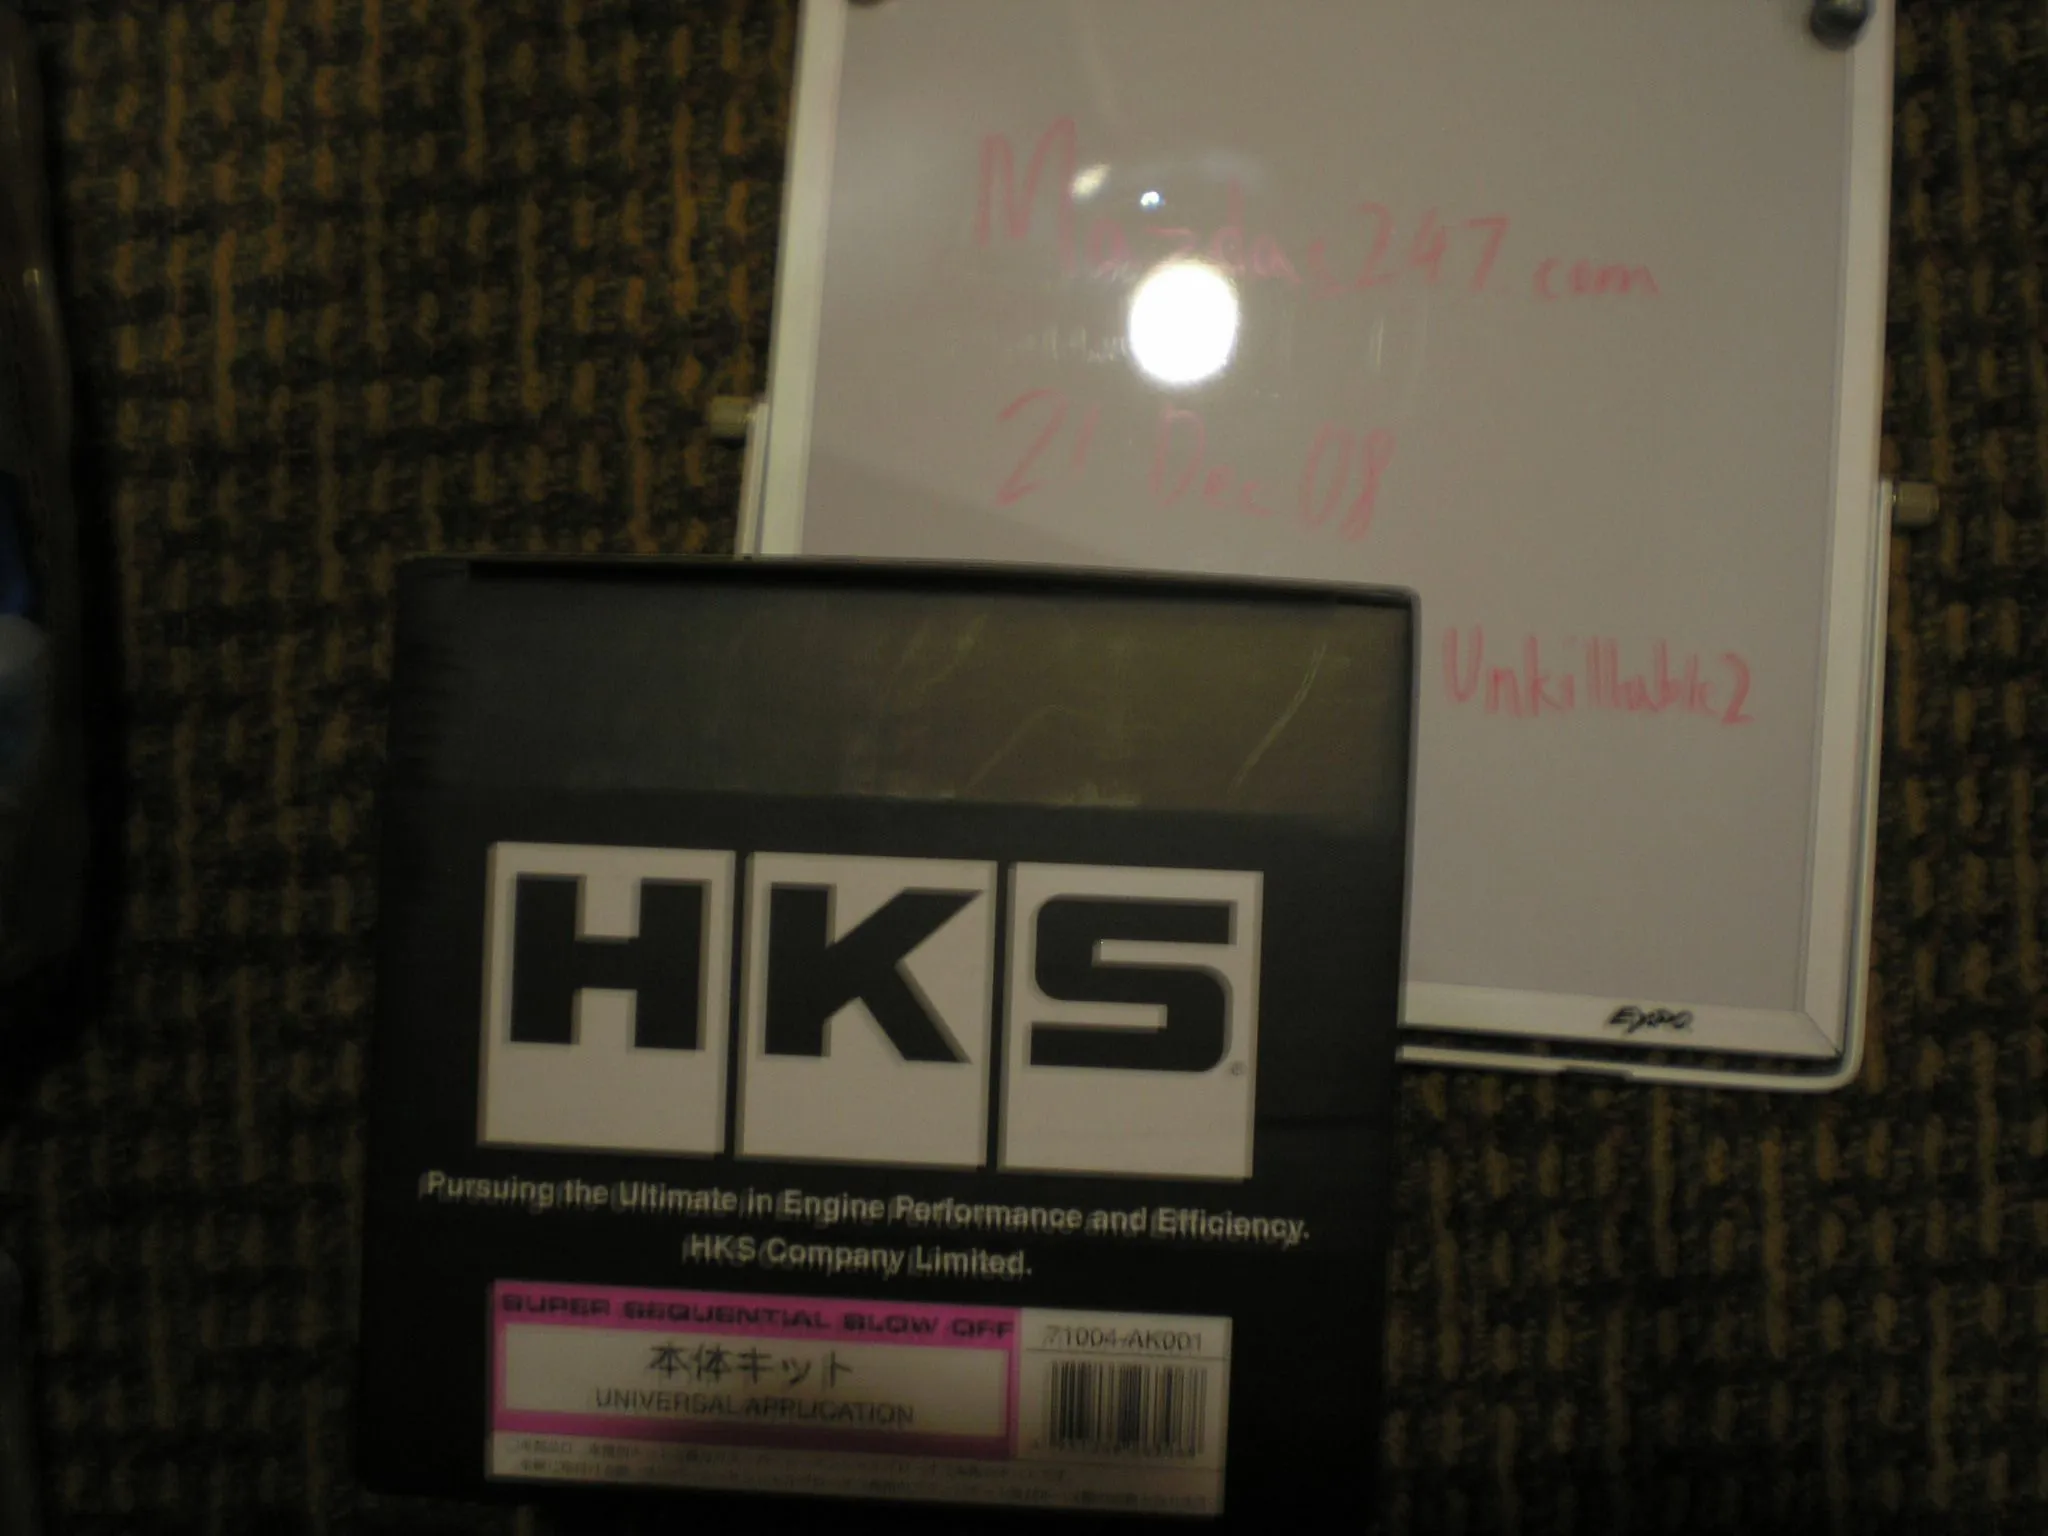 Mazdas247.com
21 Dec 08
Unkillable2
EXPO
HKS®
Pursuing the Ultimate in Engine Performance and Efficiency.
HKS Company Limited.
SUPER SEQUENTIAL BLOW OFF
本体キット
UNIVERSAL APPLICATION
71004-AK001